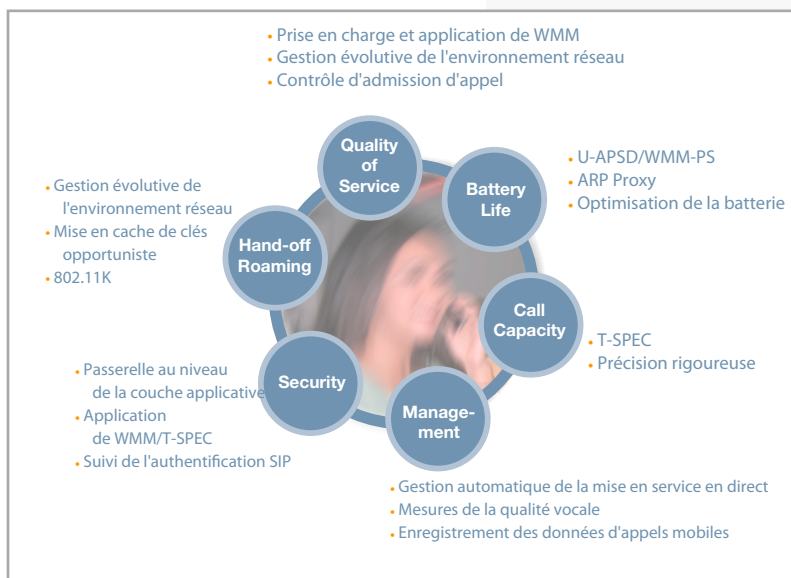 • Prise en charge et application de WMM
• Gestion évolutive de l'environnement réseau
• Contrôle d'admission d'appel
Quality
of
Service
Battery
Life
• U-APSD/WMM-PS
• ARP Proxy
• Optimisation de la batterie
• Gestion évolutive de
l'environnement réseau
• Mise en cache de clés
opportuniste
• 802.11K
Hand-off
Roaming
Call
Capacity
• T-SPEC
• Précision rigoureuse
• Passerelle au niveau
de la couche applicative
• Application
de WMM/T-SPEC
• Suivi de l'authentification SIP
Security
Manage-
ment
• Gestion automatique de la mise en service en direct
• Mesures de la qualité vocale
• Enregistrement des données d'appels mobiles